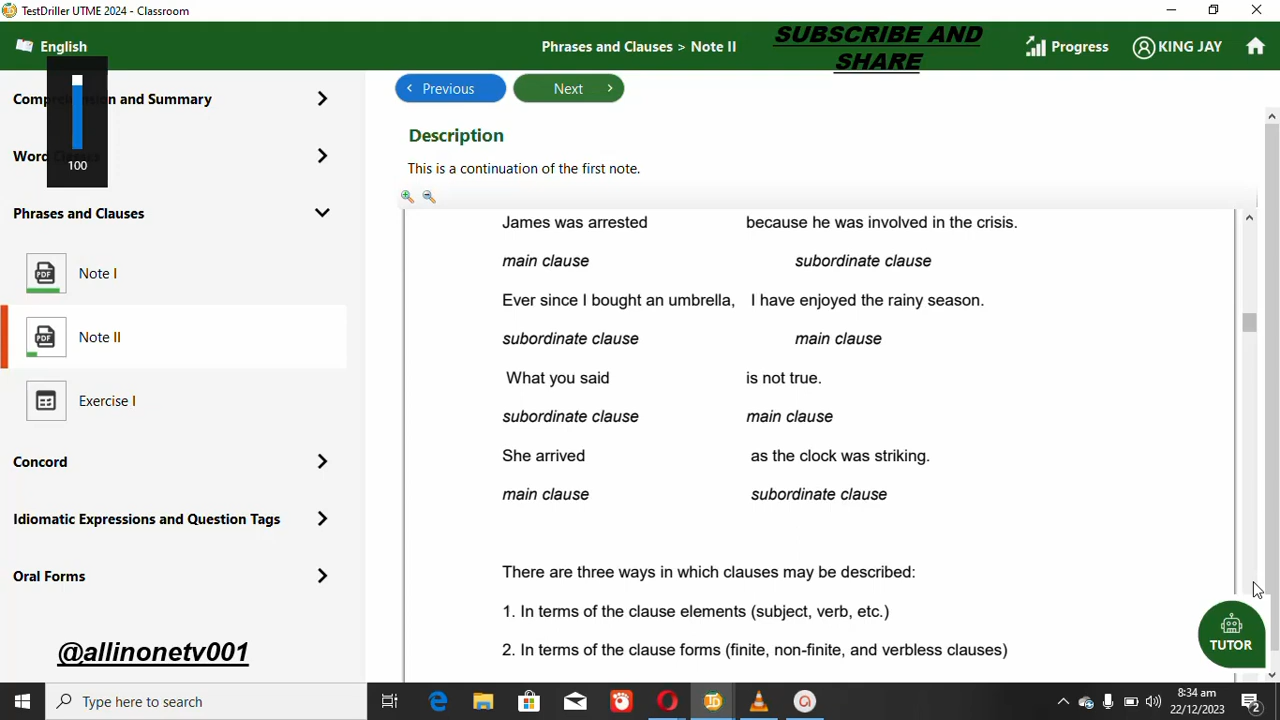 TestDriller UTME 2024 - Classroom
English
Phrases and Clauses > Note II
SUBSCRIBE AND
SHARE
Progress
KING JAY
100
Comprehension and Summary
Word
Phrases and Clauses
Note I
Note II
Exercise I
Concord
Idiomatic Expressions and Question Tags
Oral Forms
@allinonetv001
Previous
Next
Description
This is a continuation of the first note.
James was arrested because he was involved in the crisis.
main clause subordinate clause
Ever since I bought an umbrella, I have enjoyed the rainy season.
subordinate clause main clause
What you said is not true.
subordinate clause main clause
She arrived as the clock was striking.
main clause subordinate clause
There are three ways in which clauses may be described:
1. In terms of the clause elements (subject, verb, etc.)
2. In terms of the clause forms (finite, non-finite, and verbless clauses)
TUTOR
Type here to search
8:34 am
22/12/2023
2